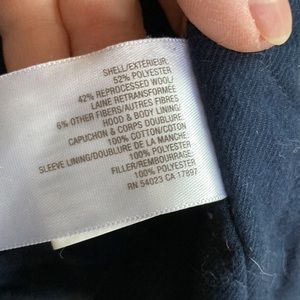 SHELL/EXTÉRIEUR:
52% POLYESTER
42% REPROCESSED WOOL/
LAINE RETRANSFORMÉE
6% OTHER FIBERS/AUTRES FIBRES
HOOD & BODY LINING/
CAPUCHON & CORPS DOUBLURE:
100% COTTON/COTON
SLEEVE LINING/DOUBLURE DE LA MANCHE:
100% POLYESTER
FILLER/REMBOURRAGE:
100% POLYESTER
RN 54023 CA 17897